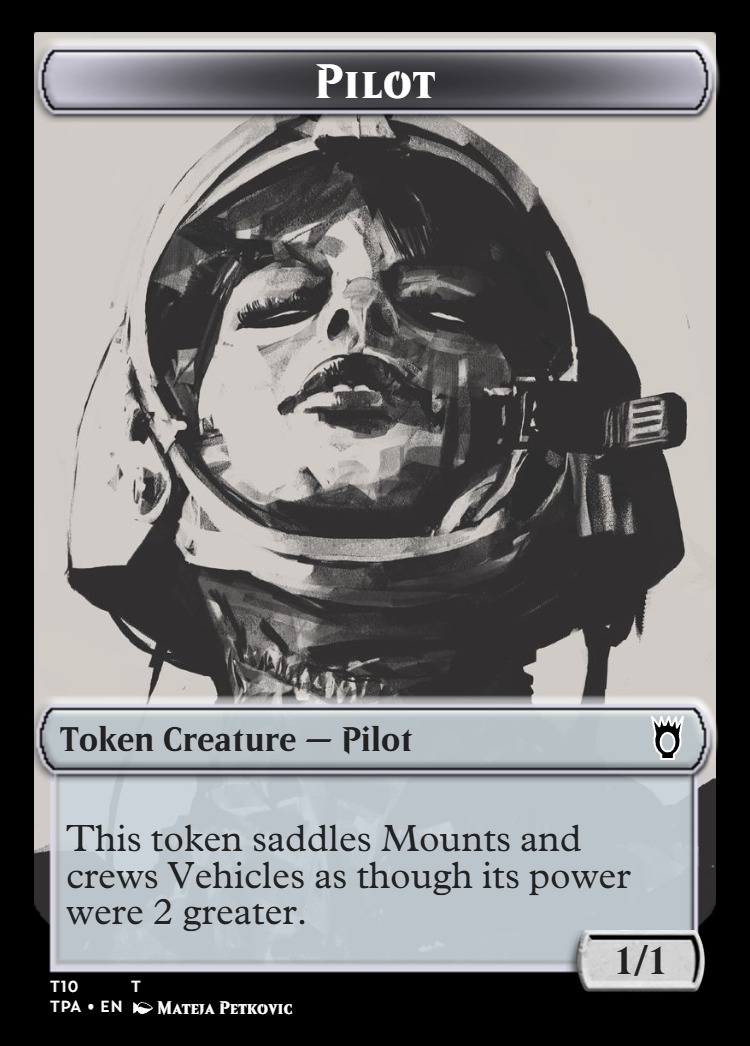 Pilot
Token Creature — Pilot
This token saddles Mounts and
crews Vehicles as though its power
were 2 greater.
1/1
T10 T
TPA • EN Mateja Petkovic